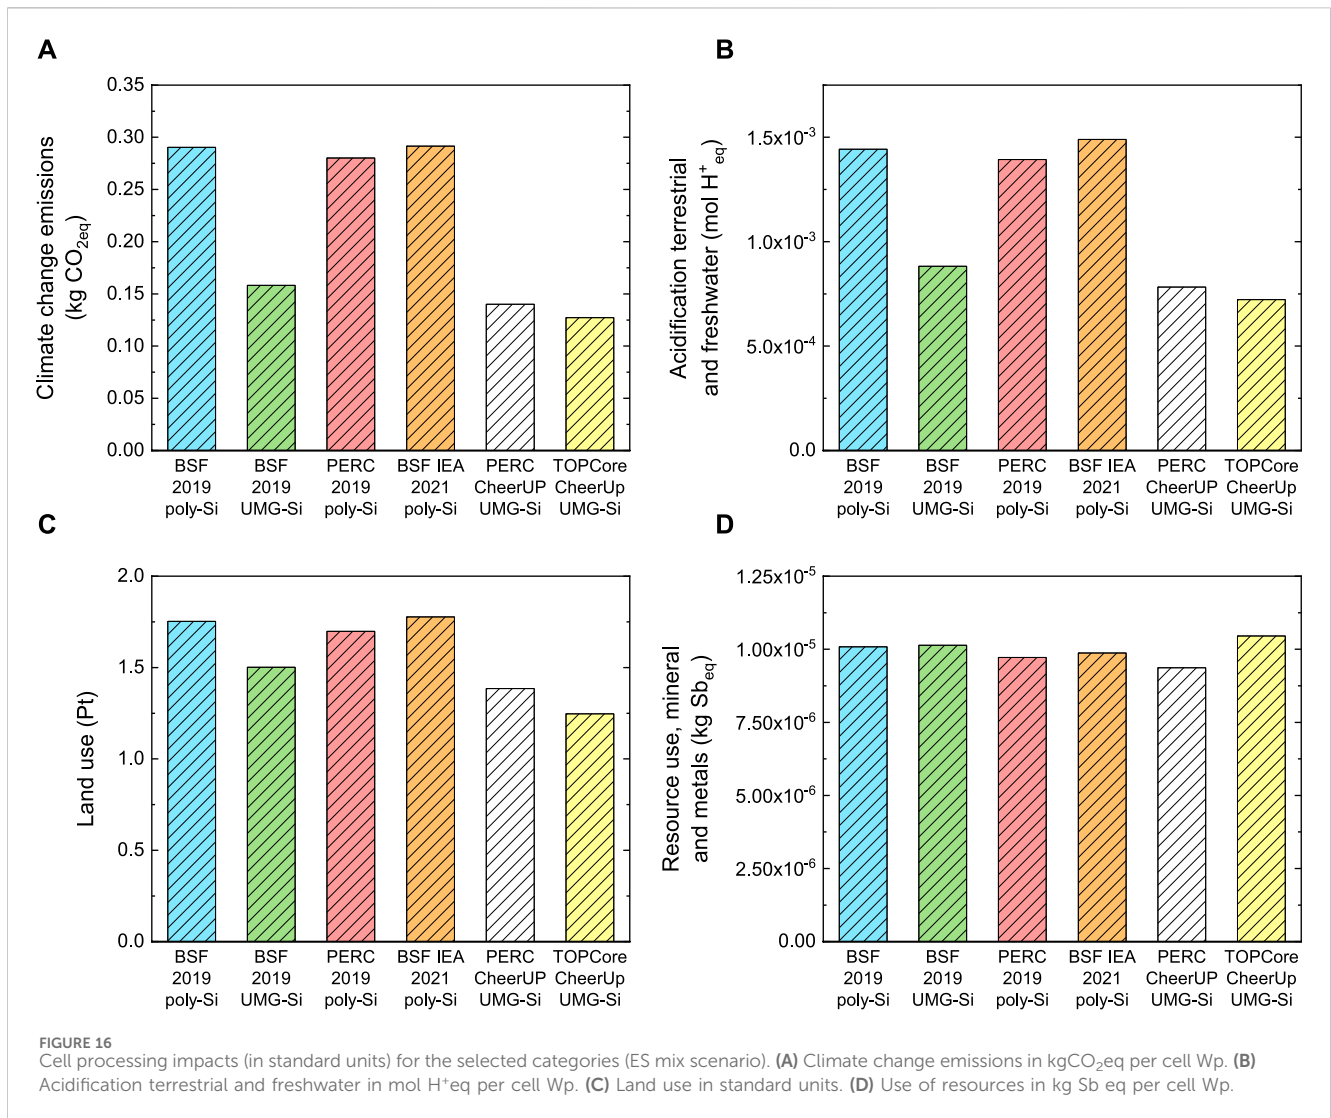 A
Climate change emissions
(kg CO2eq)
0.35
0.30
0.25
0.20
0.15
0.10
0.05
0.00
BSF
2019
poly-Si
BSF
2019
UMG-Si
PERC
2019
poly-Si
BSF IEA
2021
poly-Si
PERC
CheerUP
UMG-Si
TOPCore
CheerUp
UMG-Si
B
Acidification terrestrial
and freshwater (mol H+eq)
1.5x10-3
1.0x10-3
5.0x10-4
0.0
BSF
2019
poly-Si
BSF
2019
UMG-Si
PERC
2019
poly-Si
BSF IEA
2021
poly-Si
PERC
CheerUP
UMG-Si
TOPCore
CheerUp
UMG-Si
C
Land use (Pt)
2.0
1.5
1.0
0.5
0.0
BSF
2019
poly-Si
BSF
2019
UMG-Si
PERC
2019
poly-Si
BSF IEA
2021
poly-Si
PERC
CheerUP
UMG-Si
TOPCore
CheerUp
UMG-Si
D
Resource use, mineral
and metals (kg Sbeq)
1.25x10-5
1.00x10-5
7.50x10-6
5.00x10-6
2.50x10-6
0.00
BSF
2019
poly-Si
BSF
2019
UMG-Si
PERC
2019
poly-Si
BSF IEA
2021
poly-Si
PERC
CheerUP
UMG-Si
TOPCore
CheerUp
UMG-Si
FIGURE 16
Cell processing impacts (in standard units) for the selected categories (ES mix scenario). (A) Climate change emissions in kgCO2eq per cell Wp. (B)
Acidification terrestrial and freshwater in mol H+eq per cell Wp. (C) Land use in standard units. (D) Use of resources in kg Sb eq per cell Wp.